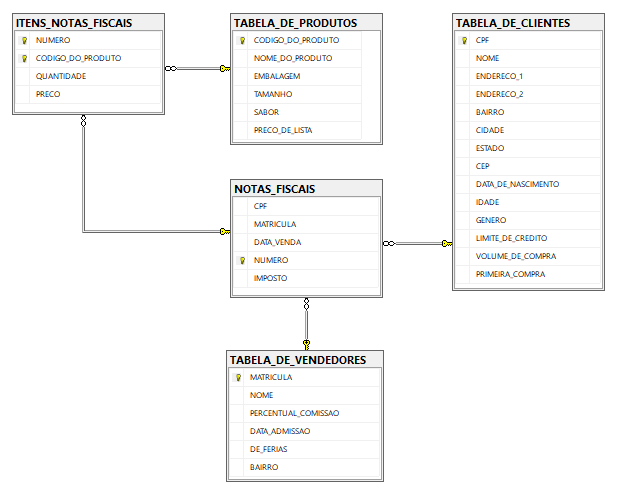 ITENS_NOTAS_FISCAIS
NUMERO
CODIGO_DO_PRODUTO
QUANTIDADE
PRECO
TABELA_DE_PRODUTOS
CODIGO_DO_PRODUTO
NOME_DO_PRODUTO
EMBALAGEM
TAMANHO
SABOR
PRECO_DE_LISTA
TABELA_DE_CLIENTES
CPF
NOME
ENDERECO_1
ENDERECO_2
BAIRRO
CIDADE
ESTADO
CEP
DATA_DE_NASCIMENTO
IDADE
GENERO
LIMITE_DE_CREDITO
VOLUME_DE_COMPRA
PRIMEIRA_COMPRA
NOTAS_FISCAIS
CPF
MATRICULA
DATA_VENDA
NUMERO
IMPOSTO
TABELA_DE_VENDEDORES
MATRICULA
NOME
PERCENTUAL_COMISSAO
DATA_ADMISSAO
DE_FERIAS
BAIRRO